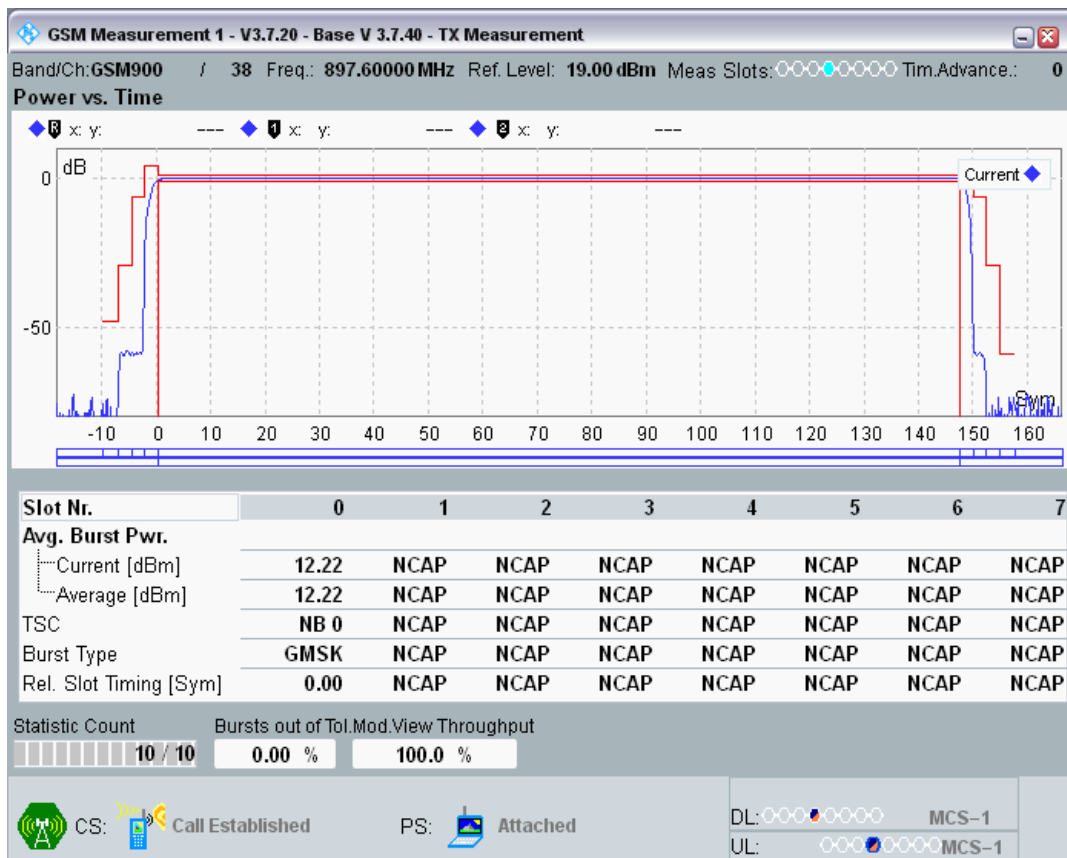 GSM Measurement 1 - V3.7.20 - Base V 3.7.40 - TX Measurement
Band/Ch:GSM900 / 38 Freq.: 897.60000 MHz Ref. Level: 19.00 dBm Meas Slots: Tim.Advance.: 0
Power vs. Time
R x: y: --- 1 x: y: --- 2 x: y: ---
dB
Current
0
-50
Sym
-10 0 10 20 30 40 50 60 70 80 90 100 110 120 130 140 150 160
Slot Nr. 0 1 2 3 4 5 6 7
Avg. Burst Pwr.
Current [dBm] 12.22 NCAP NCAP NCAP NCAP NCAP NCAP NCAP
Average [dBm] 12.22 NCAP NCAP NCAP NCAP NCAP NCAP NCAP
TSC NB 0 NCAP NCAP NCAP NCAP NCAP NCAP NCAP
Burst Type GMSK NCAP NCAP NCAP NCAP NCAP NCAP NCAP
Rel. Slot Timing [Sym] 0.00 NCAP NCAP NCAP NCAP NCAP NCAP NCAP
Statistic Count Bursts out of Tol.Mod.View Throughput
10 / 10 0.00 % 100.0 %
CS: Call Established PS: Attached DL: MCS-1
UL: MCS-1